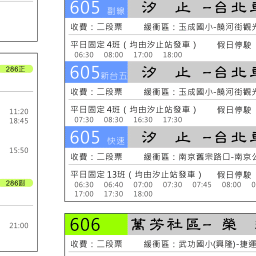 605 副線 汐 止 -台北車
收費：二段票 緩衝區：玉成國小-饒河街觀光
平日固定4班（均由汐止站發車） 假日停駛
06:30 08:00 17:00 18:00
286正
605新台五 汐 止 -台北車
收費：二段票 緩衝區：玉成國小-饒河街觀光
平日固定4班（均由汐止站發車） 假日停駛
07:30 08:30 16:30 17:30
11:20
18:45
605 快速 汐 止 -台北車
15:50
收費：二段票 緩衝區：南京舊宗路口-南京公
平日固定13班（均由汐止站發車） 假日停駛
06:30 06:40 07:00 07:30 07:45 08:00
17:00 17:30 18:00
286副
606 萬芳社區- 榮
21:00
收費：二段票 緩衝區：武功國小(興隆)-捷運